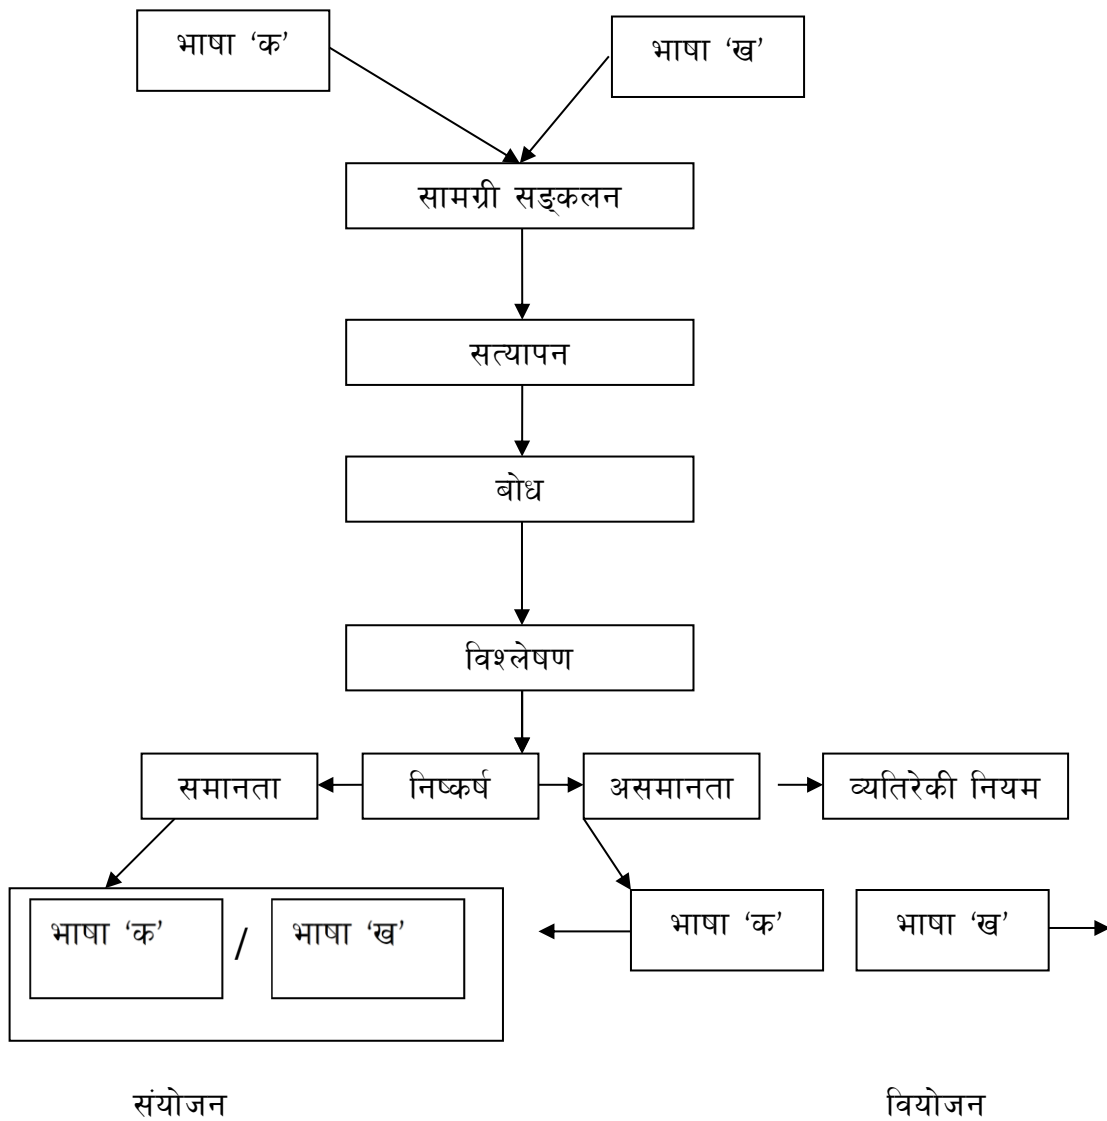 भाषा ‘क’
भाषा ‘ख’
सामग्री सङ्कलन
सत्यापन
बोध
विश्लेषण
समानता
निष्कर्ष
असमानता
व्यतिरेकी नियम
भाषा ‘क’
/
भाषा ‘ख’
भाषा ‘क’
भाषा ‘ख’
संयोजन
वियोजन